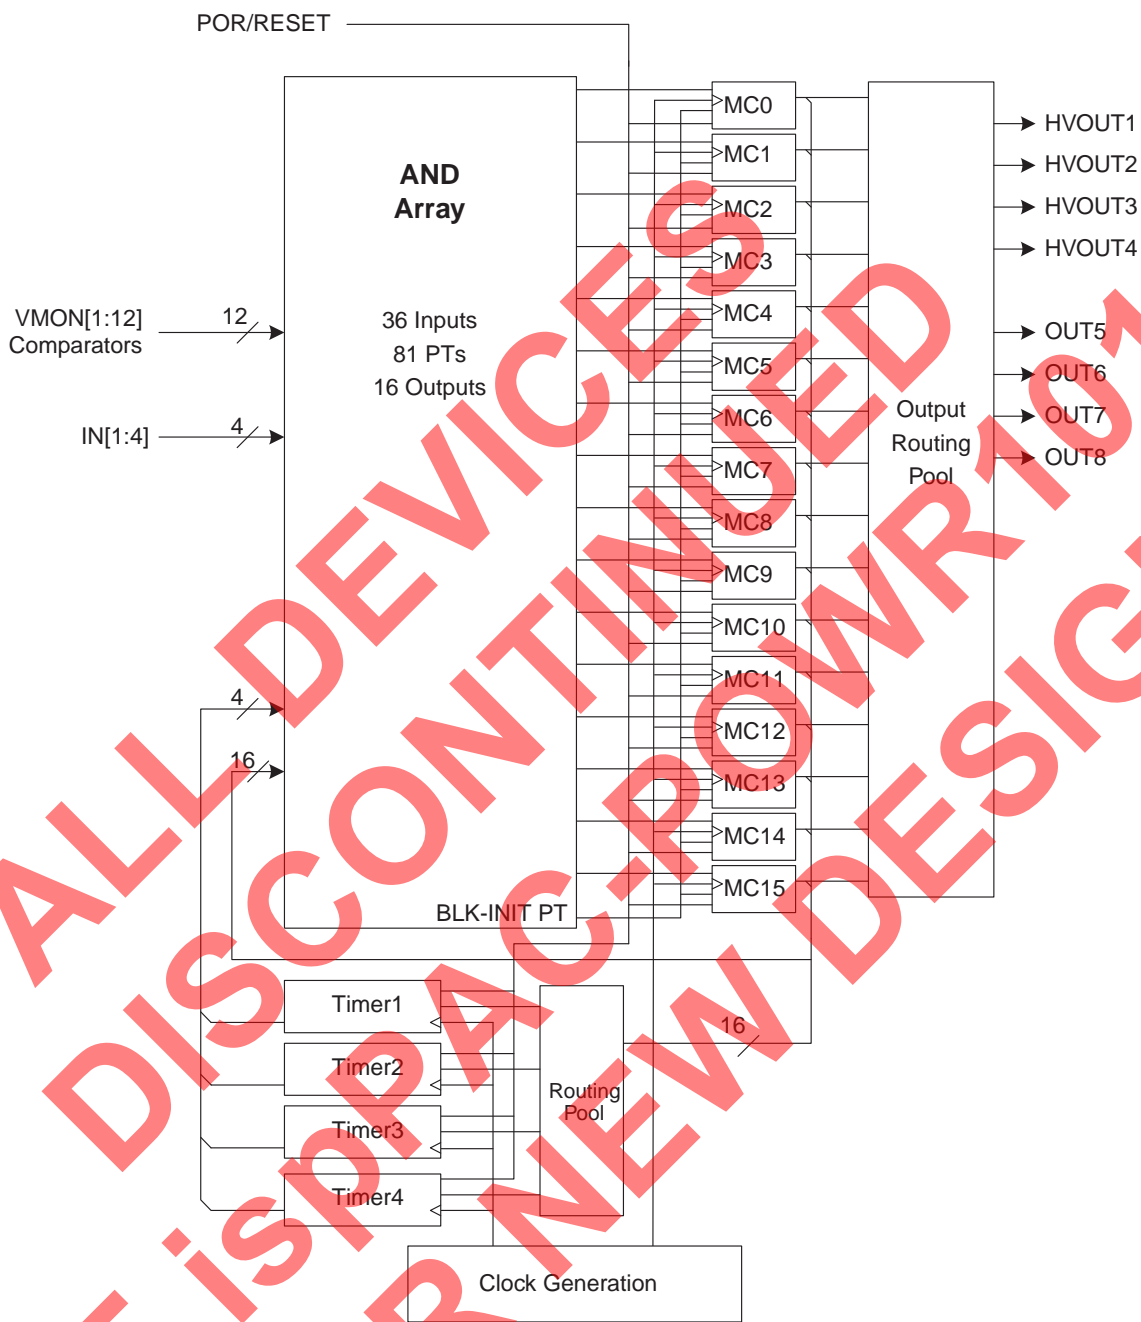 POR/RESET
AND
Array
36 Inputs
81 PTs
16 Outputs
VMON[1:12]
Comparators
12
IN[1:4]
4
4
16
BLK-INIT PT
MC0
MC1
MC2
MC3
MC4
MC5
MC6
MC7
MC8
MC9
MC10
MC11
MC12
MC13
MC14
MC15
Output
Routing
Pool
HVOUT1
HVOUT2
HVOUT3
HVOUT4
OUT5
OUT6
OUT7
OUT8
Timer1
Timer2
Timer3
Timer4
Routing
Pool
16
Clock Generation
ALL DEVICES
DISCONTINUED
ispPAC-POWR101
NEW DESIG